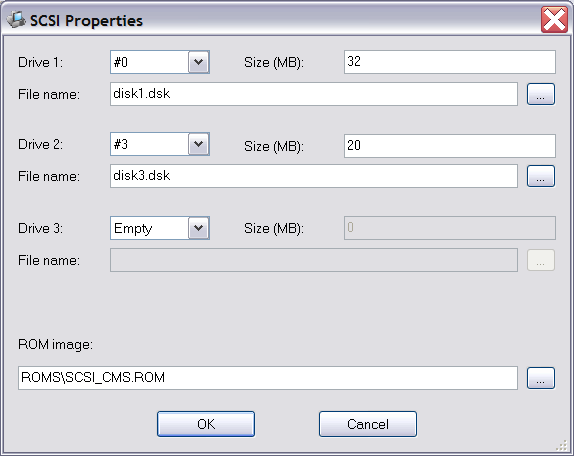 SCSI Properties
Drive 1: #0 Size (MB): 32
File name: disk1.dsk ...
Drive 2: #3 Size (MB): 20
File name: disk3.dsk ...
Drive 3: Empty Size (MB): 0
File name: ...
ROM image:
ROMS\SCSI_CMS.ROM ...
OK Cancel